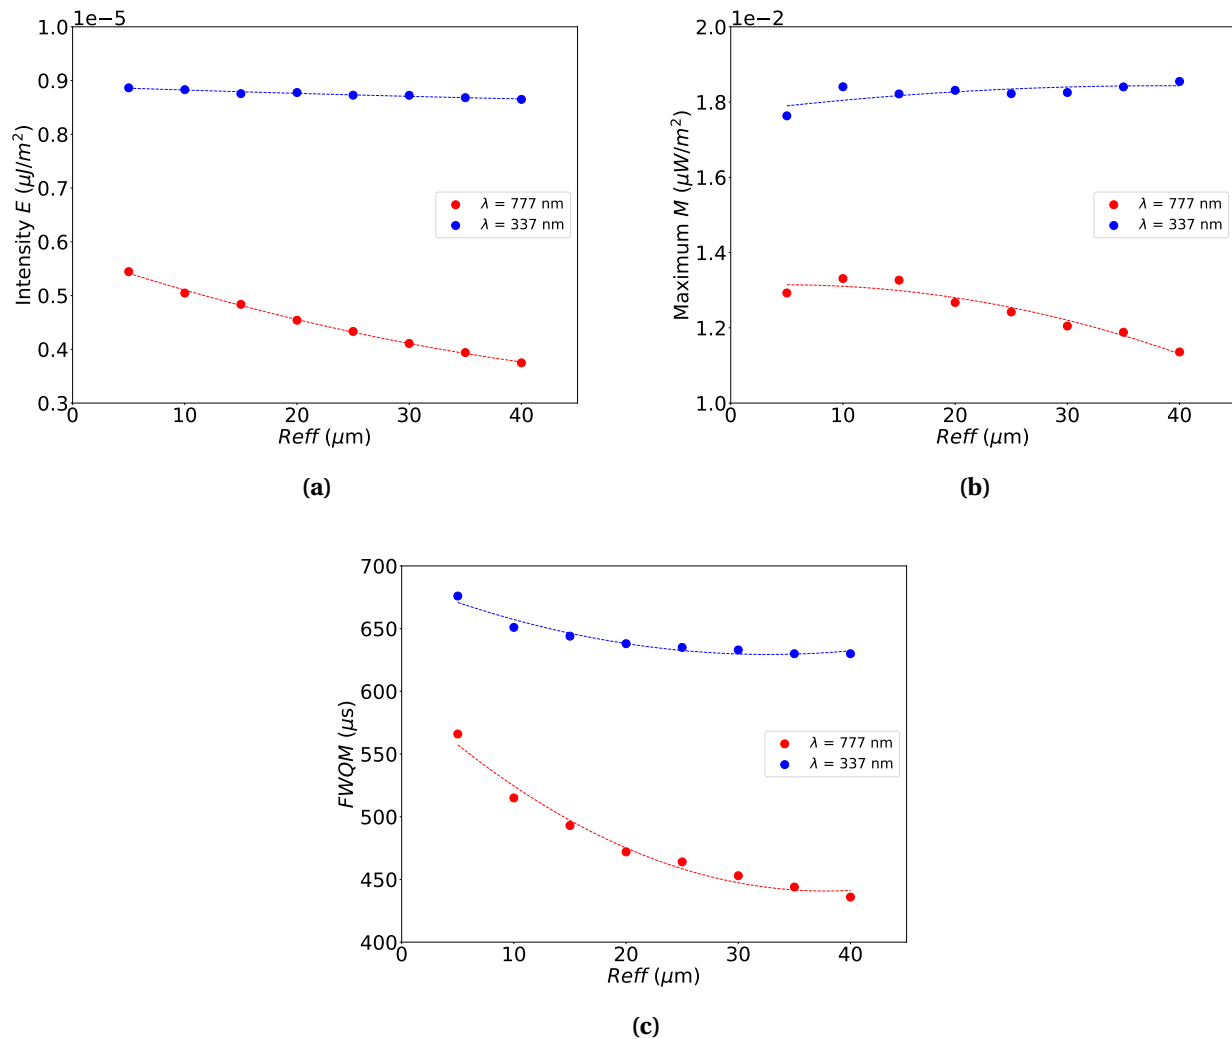 1e−5
1.0
0.9
0.8
0.7
0.6
0.5
0.4
0.3
Intensity E (μJ/m²)
λ = 777 nm
λ = 337 nm
0 10 20 30 40
Reff (μm)
(a)
1e−2
2.0
1.8
1.6
1.4
1.2
1.0
Maximum M (μW/m²)
λ = 777 nm
λ = 337 nm
0 10 20 30 40
Reff (μm)
(b)
700
650
600
550
500
450
400
FWQM (μs)
λ = 777 nm
λ = 337 nm
0 10 20 30 40
Reff (μm)
(c)